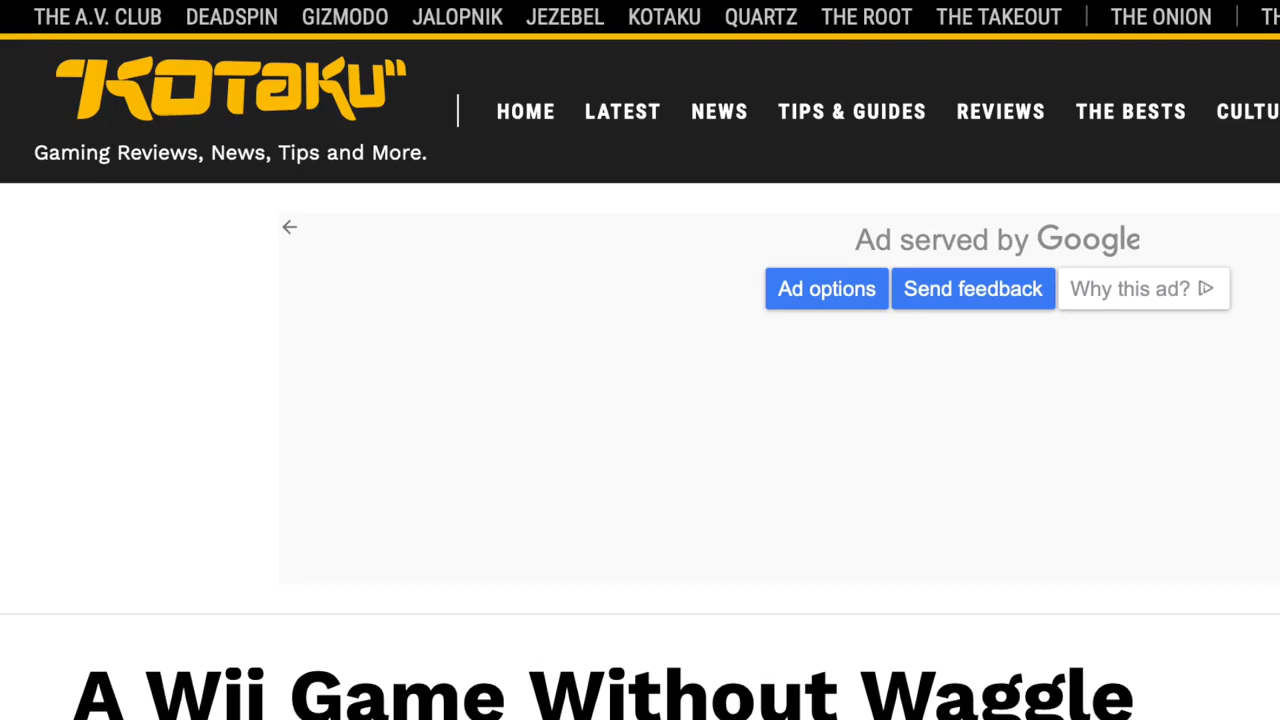 THE A.V. CLUB DEADSPIN GIZMODO JALOPNIK JEZEBEL KOTAKU QUARTZ THE ROOT THE TAKEOUT | THE ONION |
KOTAKU
HOME LATEST NEWS TIPS & GUIDES REVIEWS THE BESTS CULTU
Gaming Reviews, News, Tips and More.
Ad served by Google
Ad options Send feedback Why this ad?
A Wii Game Without Waggle